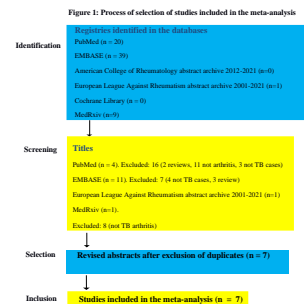 Figure 1: Process of selection of studies included in the meta-analysis
Identification
Registries identified in the databases
PubMed (n = 20)
EMBASE (n = 39)
American College of Rheumatology abstract archive 2012-2021 (n=0)
European League Against Rheumatism abstract archive 2001-2021 (n=1)
Cochrane Library (n = 0)
MedRxiv (n=9)
Screening
Titles
PubMed (n = 4). Excluded: 16 (2 reviews, 11 not arthritis, 3 not TB cases)
EMBASE (n = 11). Excluded: 7 (4 not TB cases, 3 review)
European League Against Rheumatism abstract archive 2001-2021 (n=1)
MedRxiv (n=1).
Excluded: 8 (not TB arthritis)
Selection
Revised abstracts after exclusion of duplicates (n = 7)
Inclusion
Studies included in the meta-analysis (n = 7)